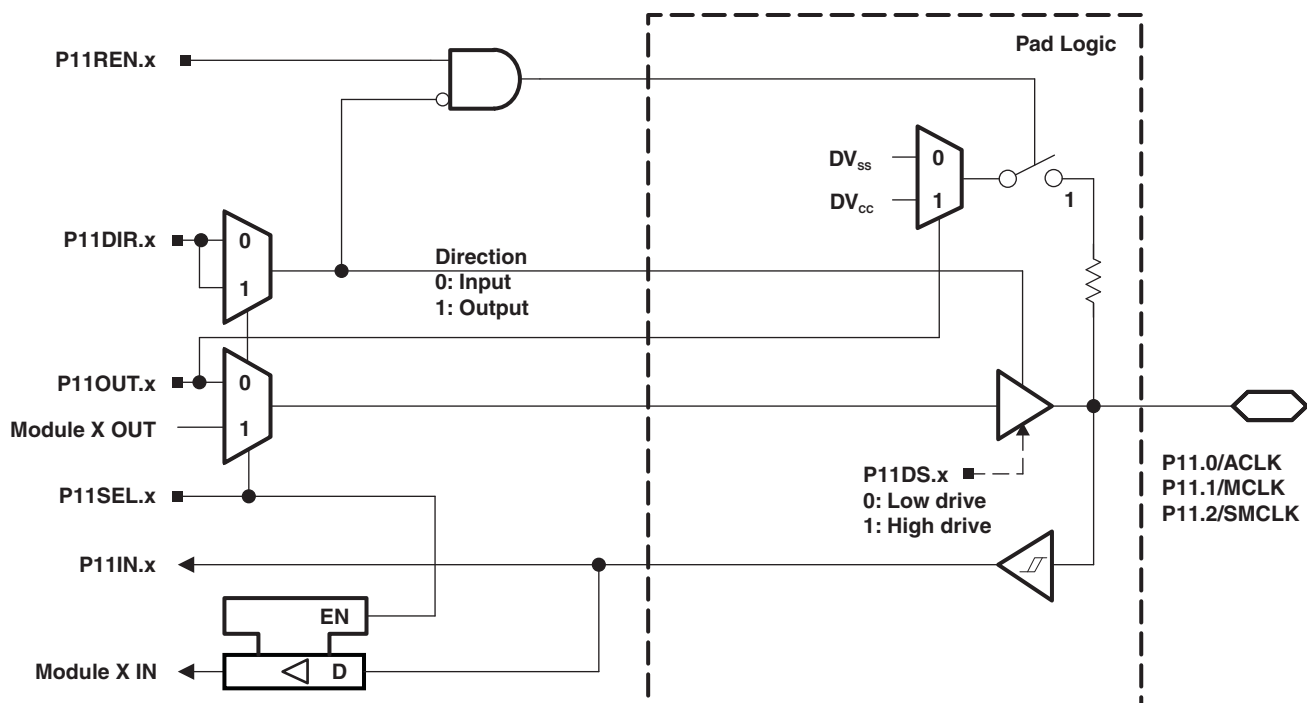 Pad Logic
P11REN.x
DVSS
0
DVCC
1
1
P11DIR.x
0
1
Direction
0: Input
1: Output
P11OUT.x
0
Module X OUT
1
P11DS.x
0: Low drive
1: High drive
P11.0/ACLK
P11.1/MCLK
P11.2/SMCLK
P11SEL.x
P11IN.x
EN
Module X IN
D